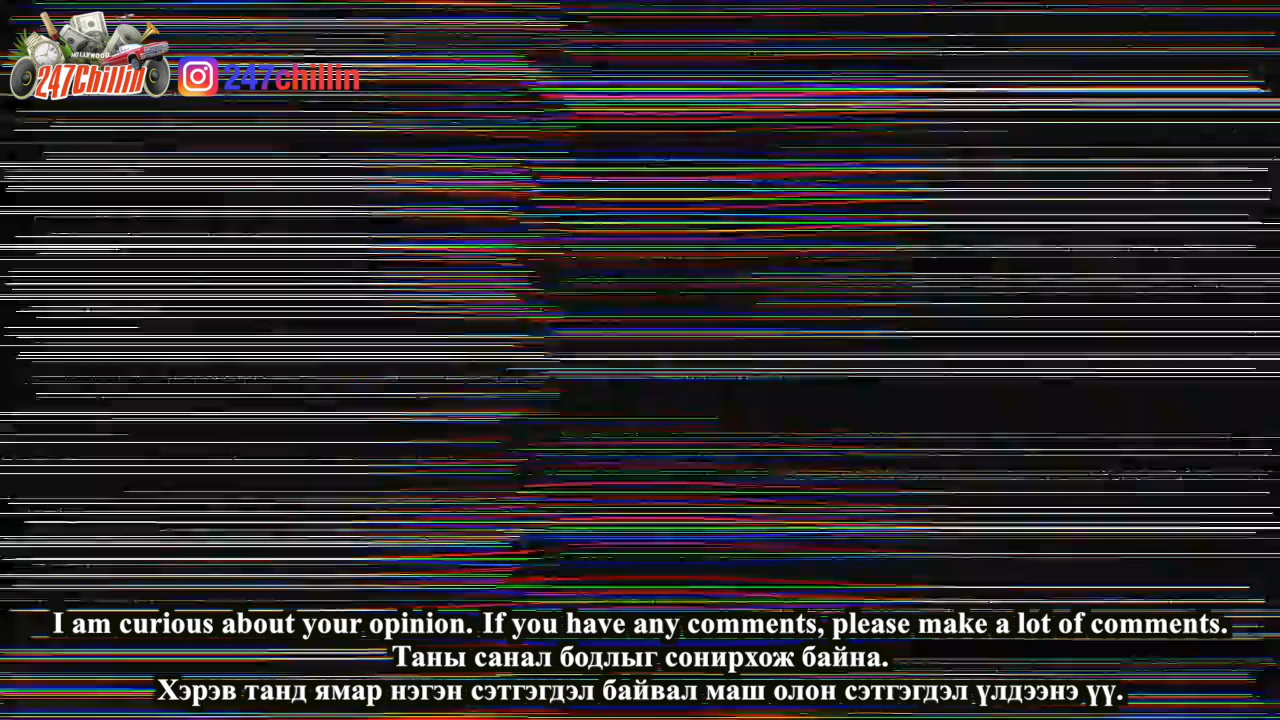 HOLLYWOOD
247Chillin
247chillin
I am curious about your opinion. If you have any comments, please make a lot of comments.
Таны санал бодлыг сонирхож байна.
Хэрэв танд ямар нэгэн сэтгэгдэл байвал маш олон сэтгэгдэл үлдээнэ үү.